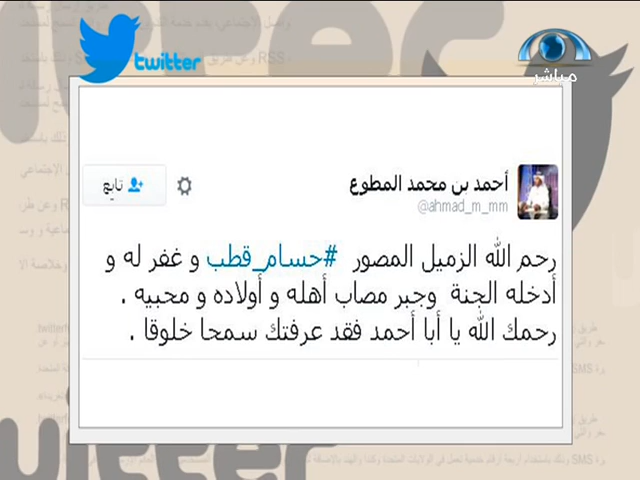 twitter
مباشر
أحمد بن محمد المطوع
@ahmad_m_mm
تابع
رحم الله الزميل المصور #حسام_قطب و غفر له و
أدخله الجنة وجبر مصاب أهله و أولاده و محبيه .
رحمك الله يا أبا أحمد فقد عرفتك سمحا خلوقا .